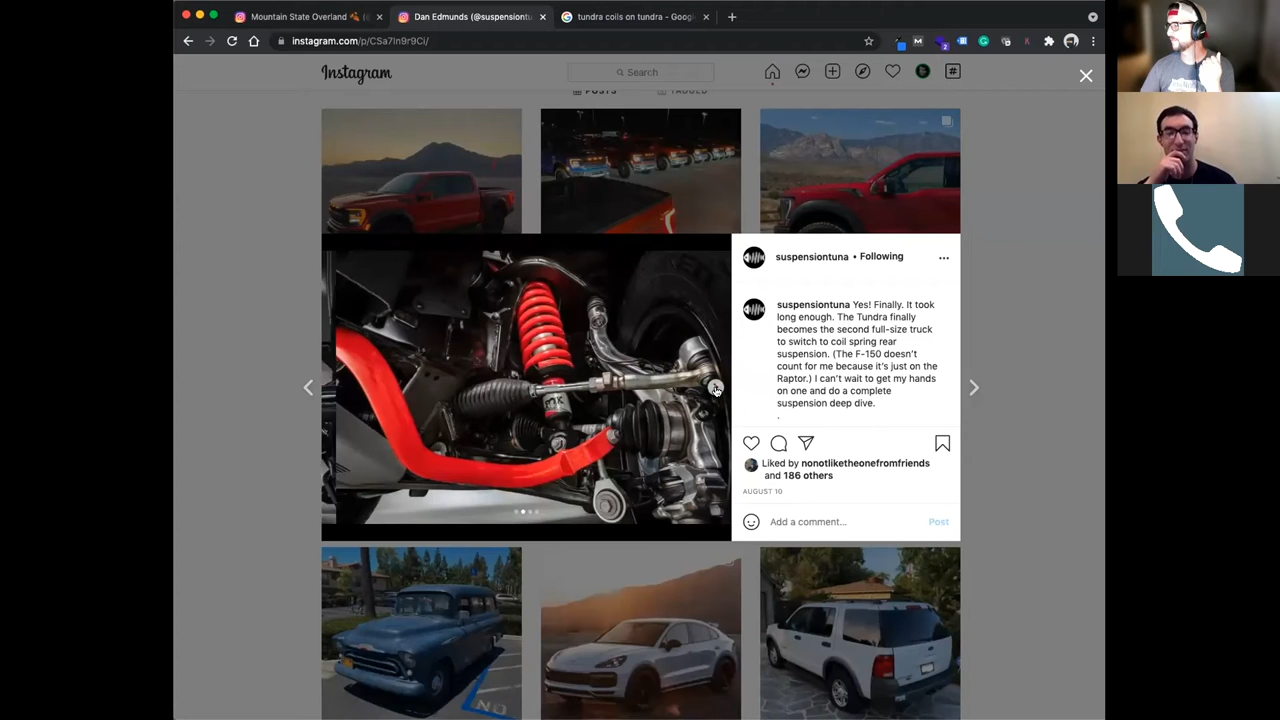 Mountain State Overland
Dan Edmunds (@suspensiontu
tundra coils on tundra - Goog
instagram.com/p/CSa7In9r9Ci/
Instagram
Search
POSTS
TAGGED
suspensiontuna • Following
suspensiontuna Yes! Finally. It took
long enough. The Tundra finally
becomes the second full-size truck
to switch to coil spring rear
suspension. (The F-150 doesn't
count for me because it's just on the
Raptor.) I can't wait to get my hands
on one and do a complete
suspension deep dive.
.
Liked by nonotliketheonefromfriends
and 186 others
AUGUST 10
Add a comment...
Post
NO